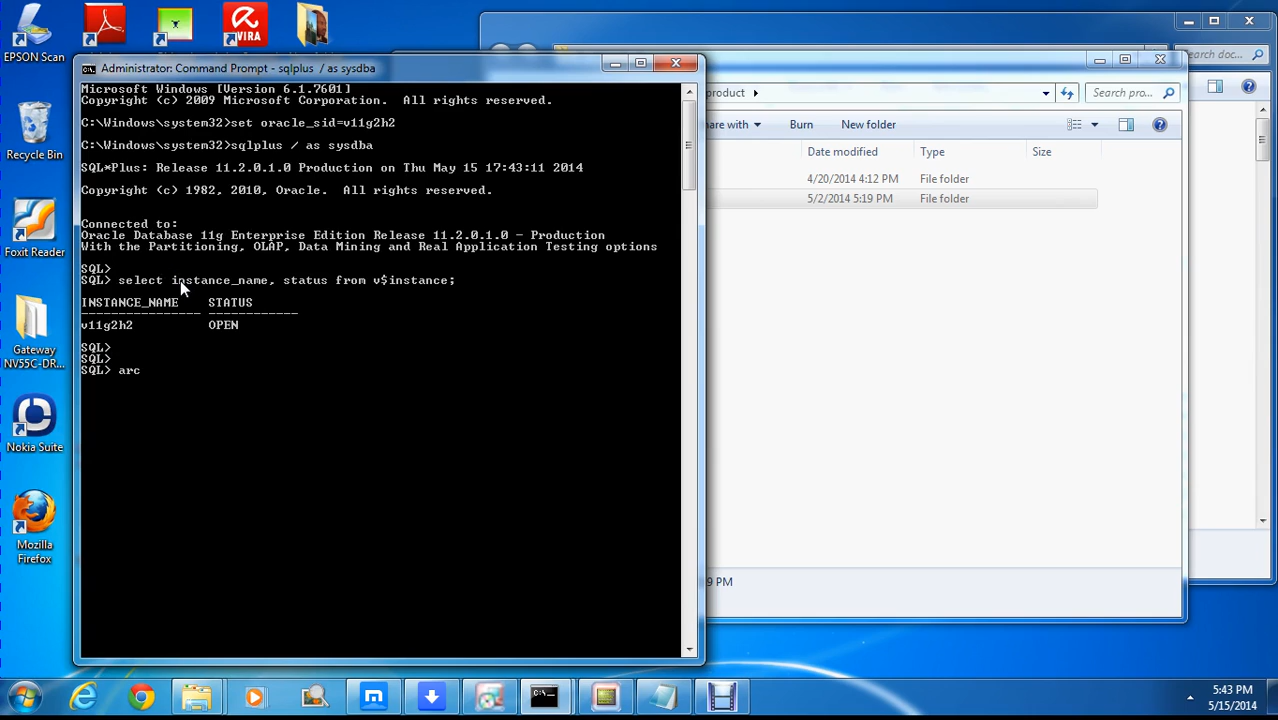 EPSON Scan
VIRA
Recycle Bin
Foxit Reader
Gateway
NV55C-DR...
Nokia Suite
Mozilla
Firefox
Administrator: Command Prompt - sqlplus / as sysdba
Microsoft Windows [Version 6.1.7601]
Copyright (c) 2009 Microsoft Corporation. All rights reserved.
C:\Windows\system32>set oracle_sid=v11g2h2
C:\Windows\system32>sqlplus / as sysdba
SQL*Plus: Release 11.2.0.1.0 Production on Thu May 15 17:43:11 2014
Copyright (c) 1982, 2010, Oracle. All rights reserved.
Connected to:
Oracle Database 11g Enterprise Edition Release 11.2.0.1.0 - Production
With the Partitioning, OLAP, Data Mining and Real Application Testing options
SQL>
SQL> select instance_name, status from v$instance;
INSTANCE_NAME STATUS
---------------- ------------
v11g2h2 OPEN
SQL>
SQL>
SQL> arc
Search doc...
product
Search pro...
are with Burn New folder
Date modified Type Size
4/20/2014 4:12 PM File folder
5/2/2014 5:19 PM File folder
9 PM
5:43 PM
5/15/2014